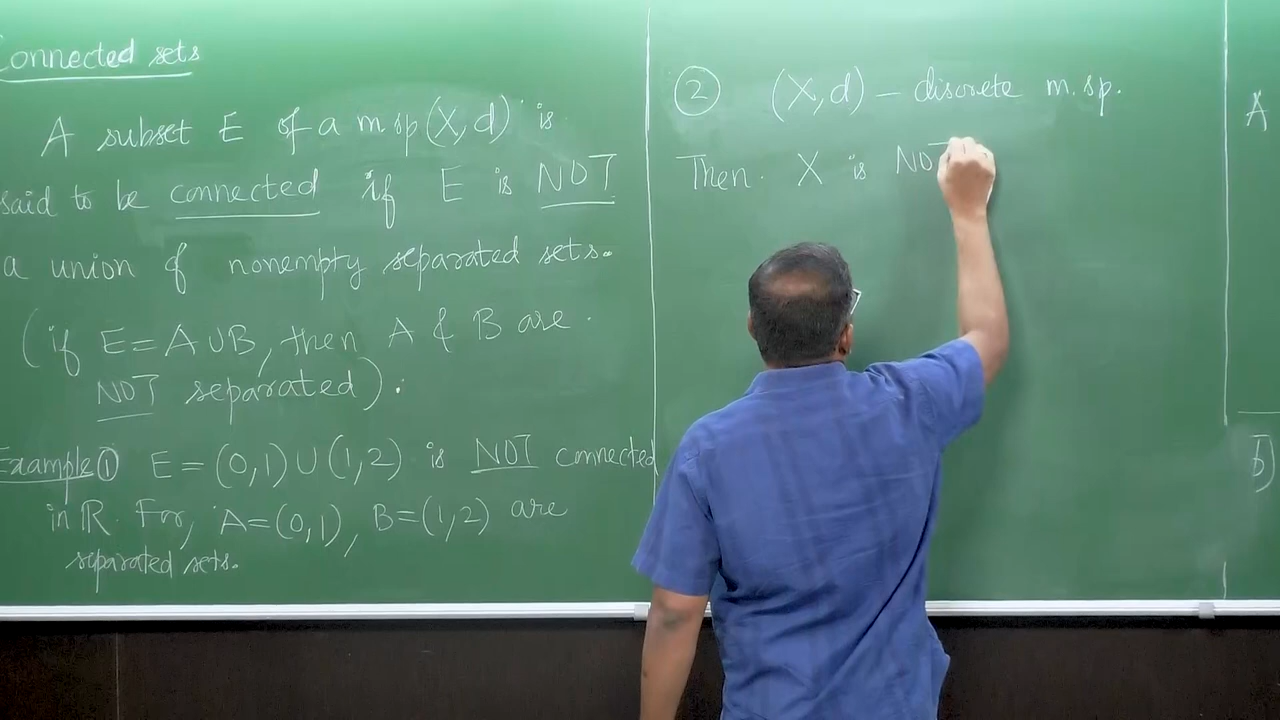 Connected sets
A subset E of a m.sp (X,d) is
said to be connected if E is NOT
a union of nonempty separated sets.
(if E=A∪B, then A & B are
NOT separated).
Example ① E = (0,1)∪(1,2) is NOT connected
in ℝ. For, A=(0,1), B=(1,2) are
separated sets.
② (X,d) – discrete m.sp.
Then X is NOT
A
B)